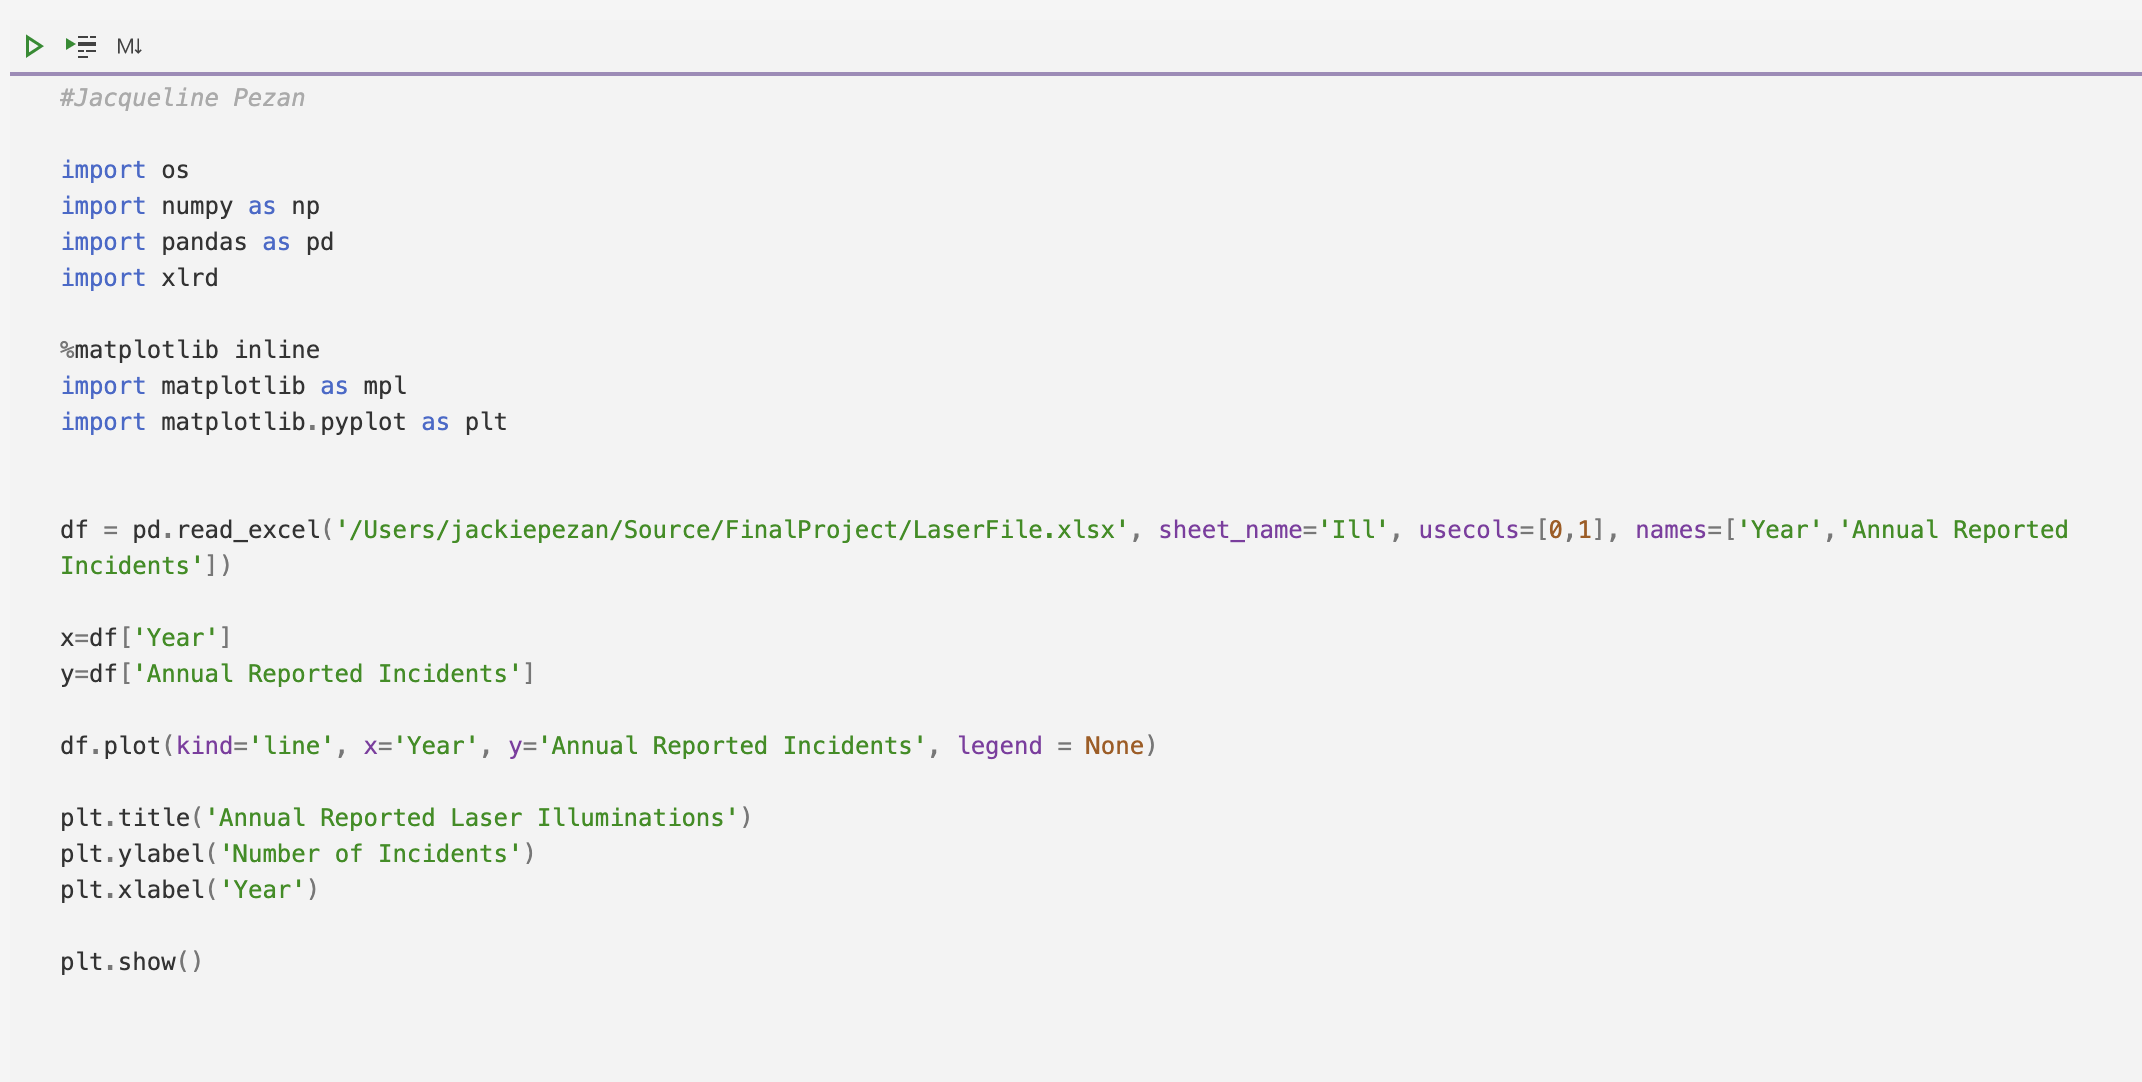 M↓
#Jacqueline Pezan
import os
import numpy as np
import pandas as pd
import xlrd
%matplotlib inline
import matplotlib as mpl
import matplotlib.pyplot as plt
df = pd.read_excel('/Users/jackiepezan/Source/FinalProject/LaserFile.xlsx', sheet_name='Ill', usecols=[0,1], names=['Year','Annual Reported
Incidents'])
x=df['Year']
y=df['Annual Reported Incidents']
df.plot(kind='line', x='Year', y='Annual Reported Incidents', legend = None)
plt.title('Annual Reported Laser Illuminations')
plt.ylabel('Number of Incidents')
plt.xlabel('Year')
plt.show()